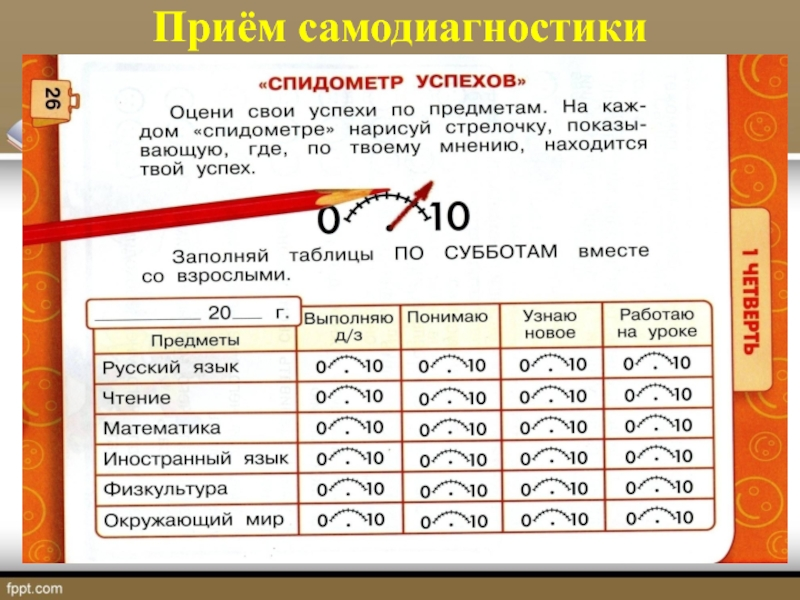 Приём самодиагностики
26
«СПИДОМЕТР УСПЕХОВ»
Оцени свои успехи по предметам. На каж-
дом «спидометре» нарисуй стрелочку, показы-
вающую, где, по твоему мнению, находится
твой успех.
0 10
Заполняй таблицы ПО СУББОТАМ вместе
со взрослыми.
1 ЧЕТВЕРТЬ
__________ 20___ г.
Предметы
Выполняю
д/з
Понимаю
Узнаю
новое
Работаю
на уроке
Русский язык 0 . 10 0 . 10 0 . 10 0 . 10
Чтение 0 . 10 0 . 10 0 . 10 0 . 10
Математика 0 . 10 0 . 10 0 . 10 0 . 10
Иностранный язык 0 . 10 0 . 10 0 . 10 0 . 10
Физкультура 0 . 10 0 . 10 0 . 10 0 . 10
Окружающий мир 0 . 10 0 . 10 0 . 10 0 . 10
fppt.com